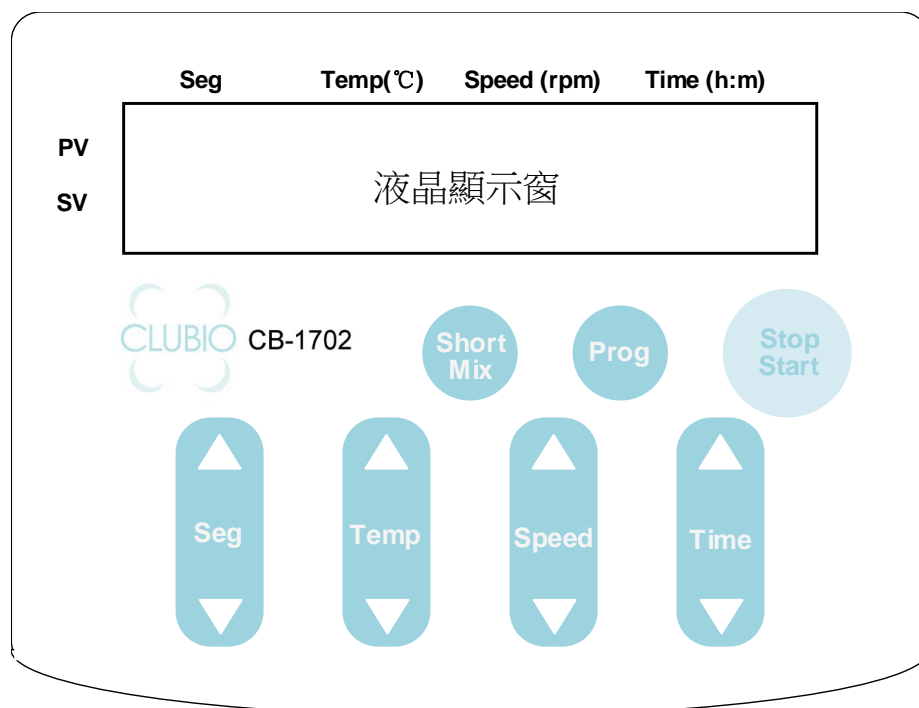 Seg Temp(℃) Speed (rpm) Time (h:m)
PV
液晶顯示窗
SV
CLUBIO CB-1702
Short
Mix
Prog
Stop
Start
Seg
Temp
Speed
Time